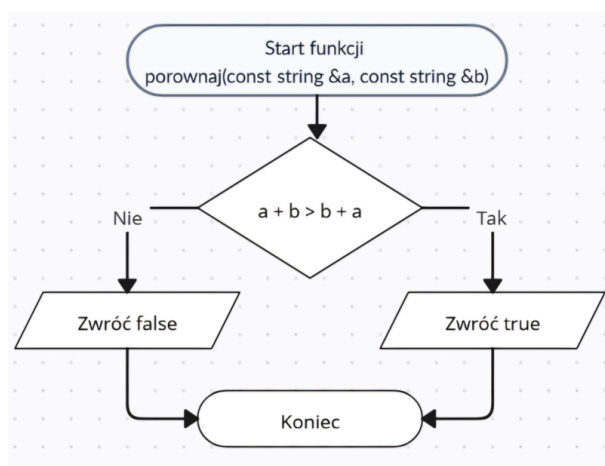 Start funkcji
porownaj(const string &a, const string &b)
a + b > b + a
Nie
Tak
Zwróć false
Zwróć true
Koniec